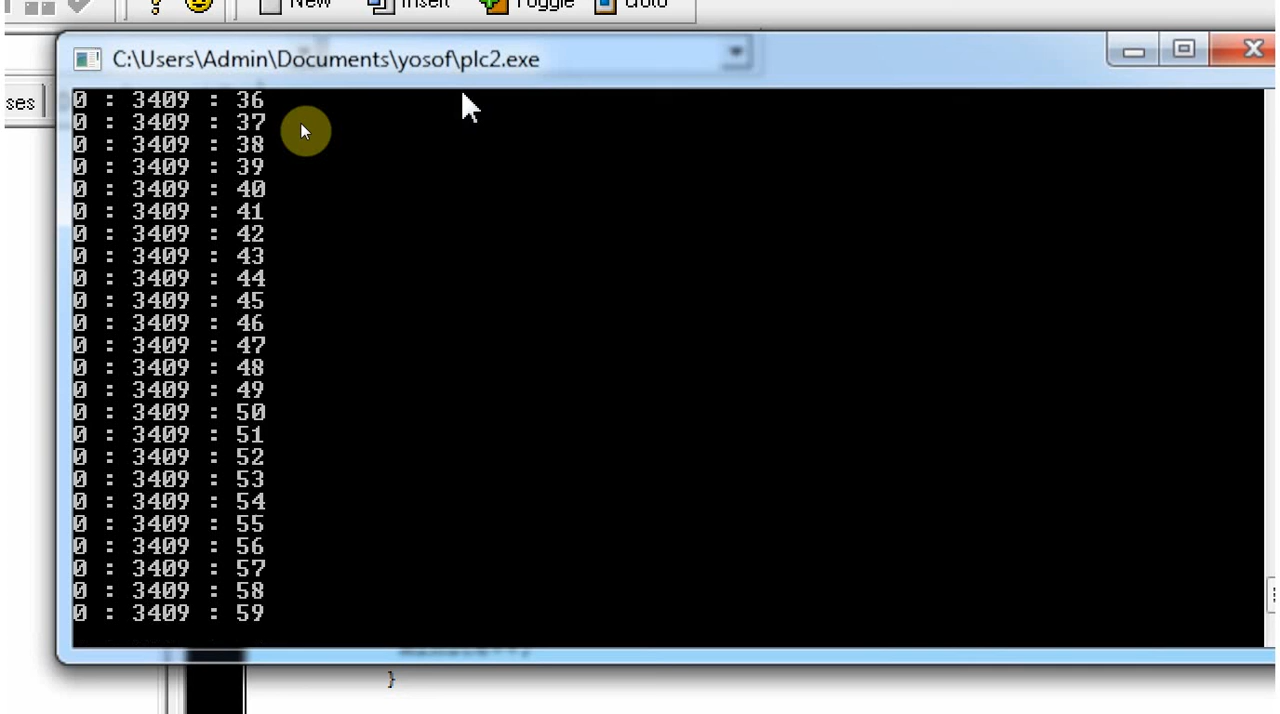 New Insert Toggle Goto
C:\Users\Admin\Documents\yosof\plc2.exe
ses
0 : 3409 : 36
0 : 3409 : 37
0 : 3409 : 38
0 : 3409 : 39
0 : 3409 : 40
0 : 3409 : 41
0 : 3409 : 42
0 : 3409 : 43
0 : 3409 : 44
0 : 3409 : 45
0 : 3409 : 46
0 : 3409 : 47
0 : 3409 : 48
0 : 3409 : 49
0 : 3409 : 50
0 : 3409 : 51
0 : 3409 : 52
0 : 3409 : 53
0 : 3409 : 54
0 : 3409 : 55
0 : 3409 : 56
0 : 3409 : 57
0 : 3409 : 58
0 : 3409 : 59
}